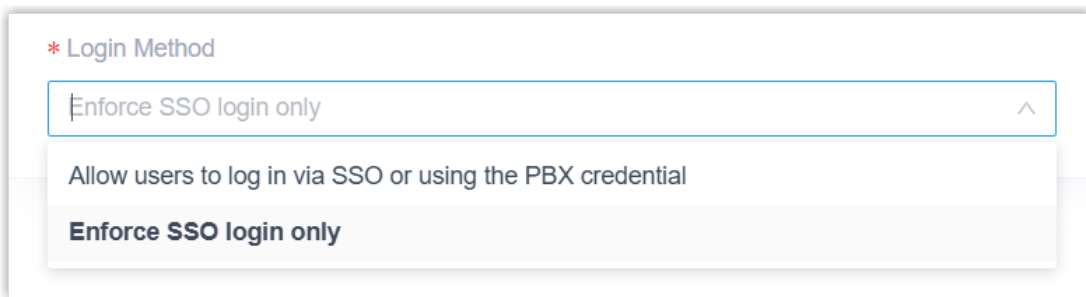 * Login Method
Enforce SSO login only
Allow users to log in via SSO or using the PBX credential
Enforce SSO login only